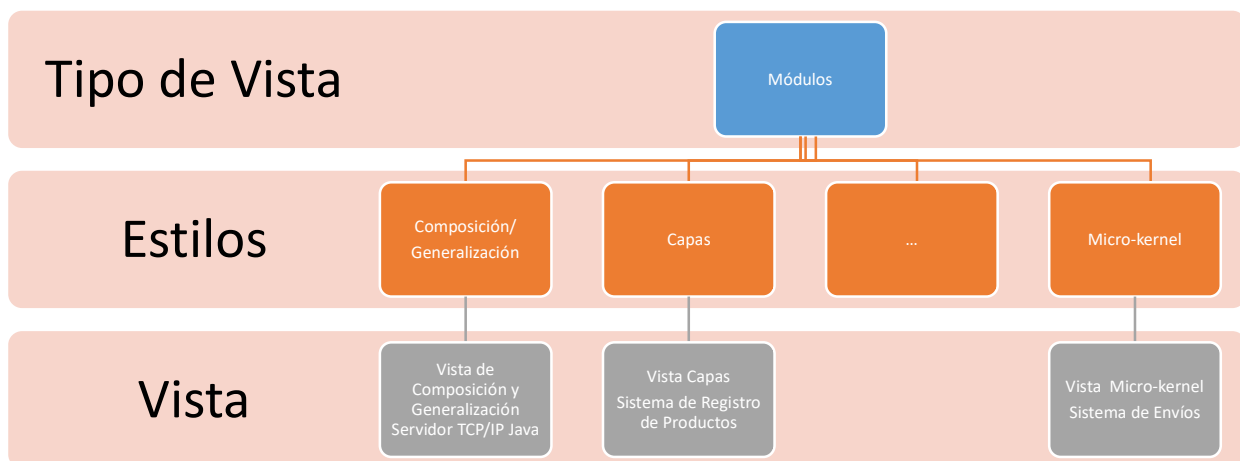 Tipo de Vista
Módulos
Estilos
Composición/
Generalización
Capas
...
Micro-kernel
Vista
Vista de
Composición y
Generalización
Servidor TCP/IP Java
Vista Capas
Sistema de Registro
de Productos
Vista Micro-kernel
Sistema de Envíos